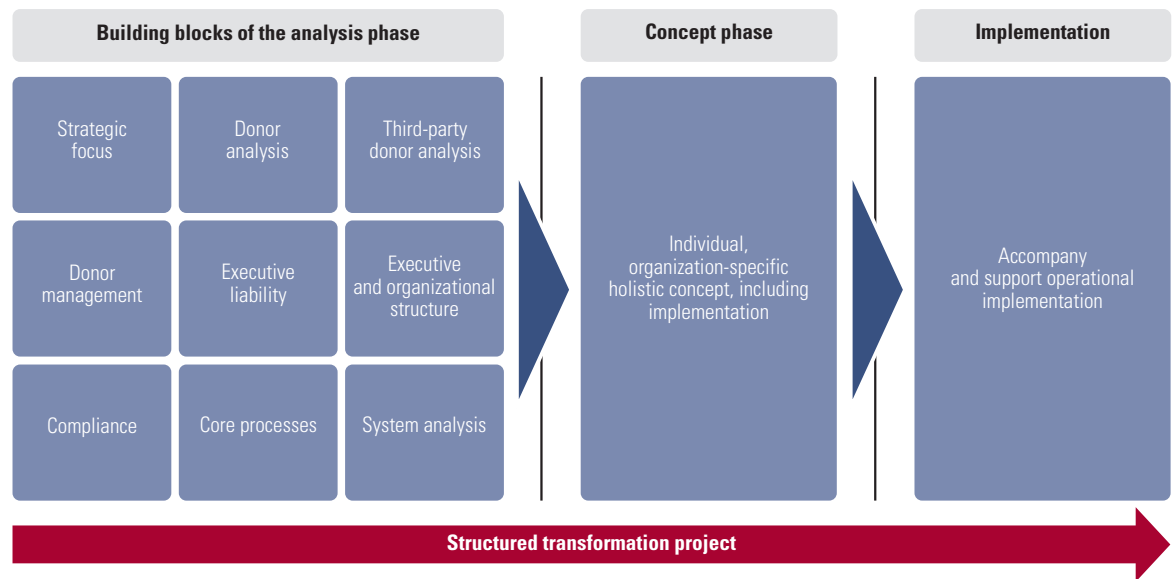 Building blocks of the analysis phase
Concept phase
Implementation
Strategic
focus
Donor
analysis
Third-party
donor analysis
Donor
management
Executive
liability
Executive
and organizational
structure
Compliance
Core processes
System analysis
Individual,
organization-specific
holistic concept, including
implementation
Accompany
and support operational
implementation
Structured transformation project